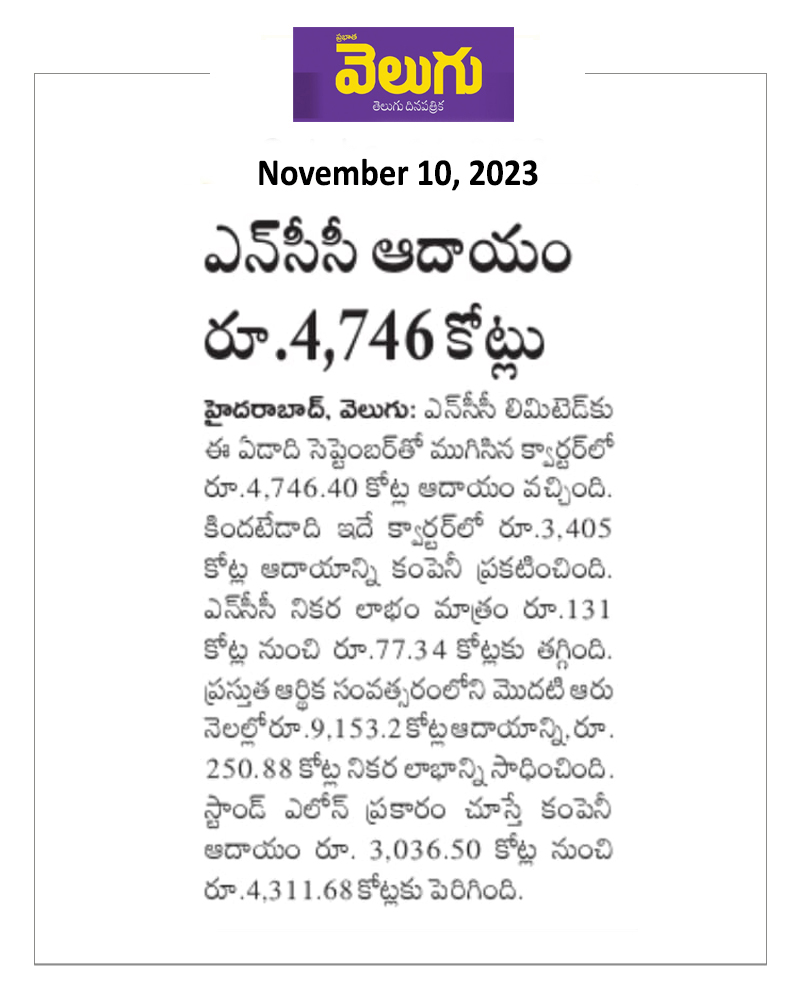 ప్రభాత
వెలుగు
తెలుగు దినపత్రిక
November 10, 2023
ఎన్‌సీసీ ఆదాయం
రూ.4,746 కోట్లు
హైదరాబాద్, వెలుగు: ఎన్‌సీసీ లిమిటెడ్‌కు
ఈ ఏడాది సెప్టెంబర్‌తో ముగిసిన క్వార్టర్‌లో
రూ.4,746.40 కోట్ల ఆదాయం వచ్చింది.
కిందటేడాది ఇదే క్వార్టర్‌లో రూ.3,405
కోట్ల ఆదాయాన్ని కంపెనీ ప్రకటించింది.
ఎన్‌సీసీ నికర లాభం మాత్రం రూ.131
కోట్ల నుంచి రూ.77.34 కోట్లకు తగ్గింది.
ప్రస్తుత ఆర్థిక సంవత్సరంలోని మొదటి ఆరు
నెలల్లో రూ.9,153.2 కోట్ల ఆదాయాన్ని, రూ.
250.88 కోట్ల నికర లాభాన్ని సాధించింది.
స్టాండ్ ఎలోన్ ప్రకారం చూస్తే కంపెనీ
ఆదాయం రూ. 3,036.50 కోట్ల నుంచి
రూ.4,311.68 కోట్లకు పెరిగింది.